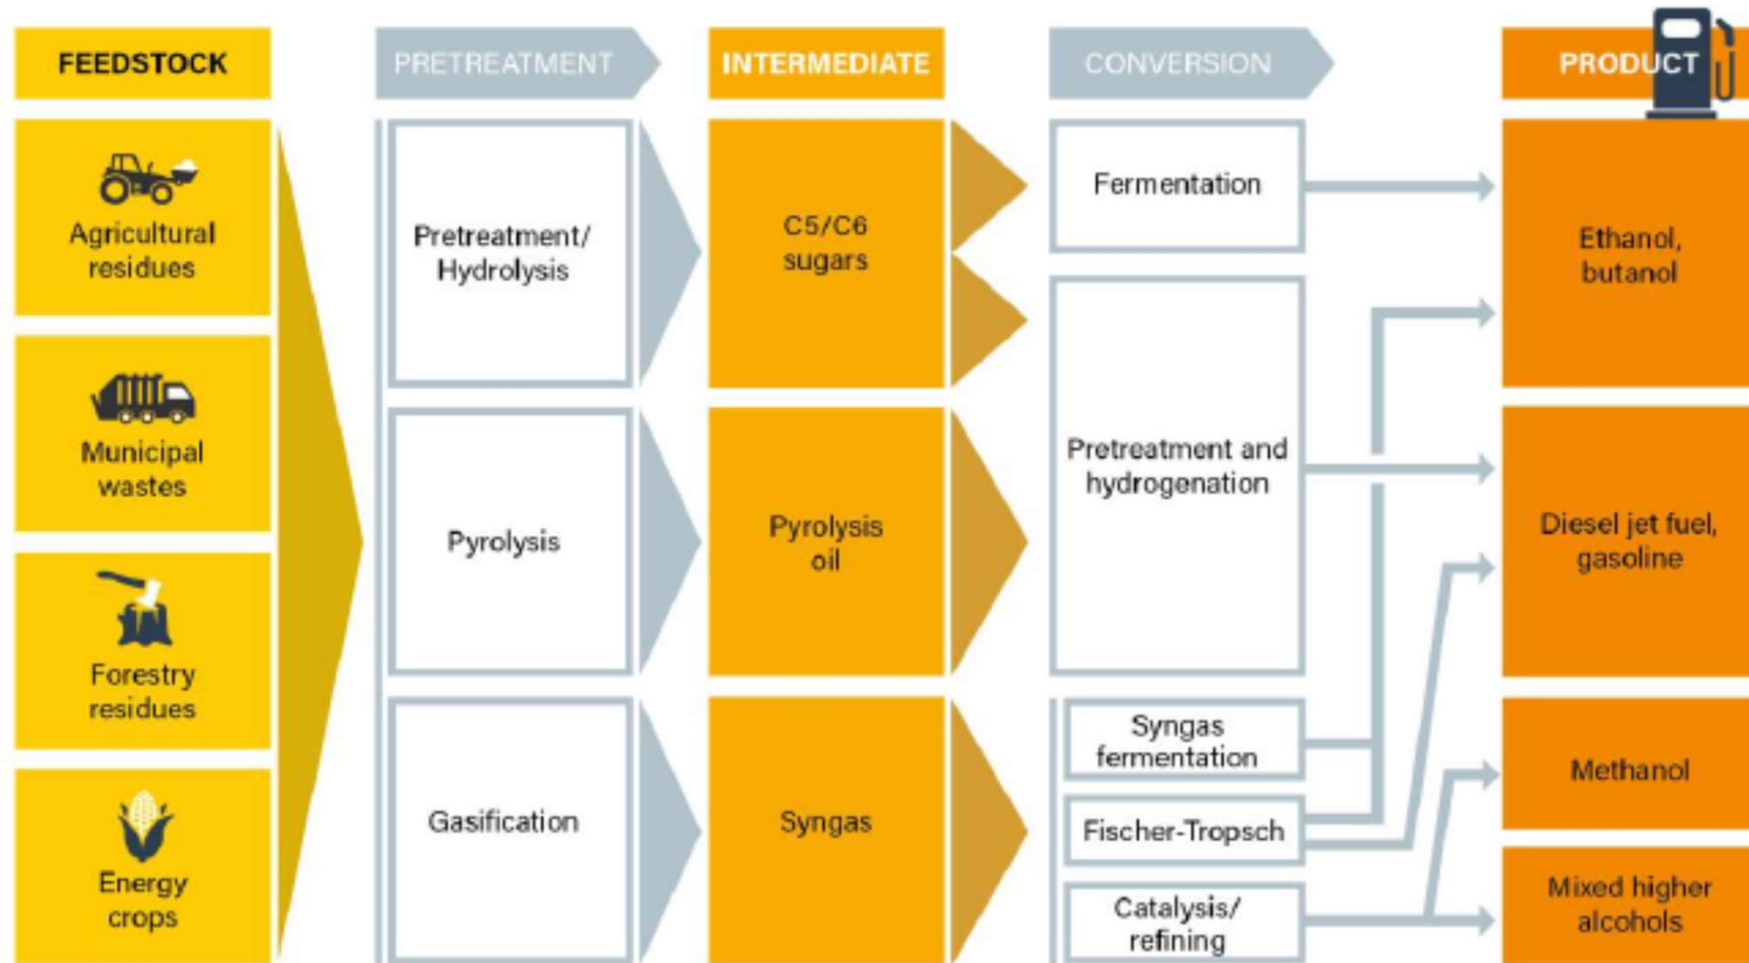 FEEDSTOCK
PRETREATMENT
INTERMEDIATE
CONVERSION
PRODUCT
Agricultural
residues
Municipal
wastes
Forestry
residues
Energy
crops
Pretreatment/
Hydrolysis
Pyrolysis
Gasification
C5/C6
sugars
Pyrolysis
oil
Syngas
Fermentation
Pretreatment and
hydrogenation
Syngas
fermentation
Fischer-Tropsch
Catalysis/
refining
Ethanol,
butanol
Diesel jet fuel,
gasoline
Methanol
Mixed higher
alcohols